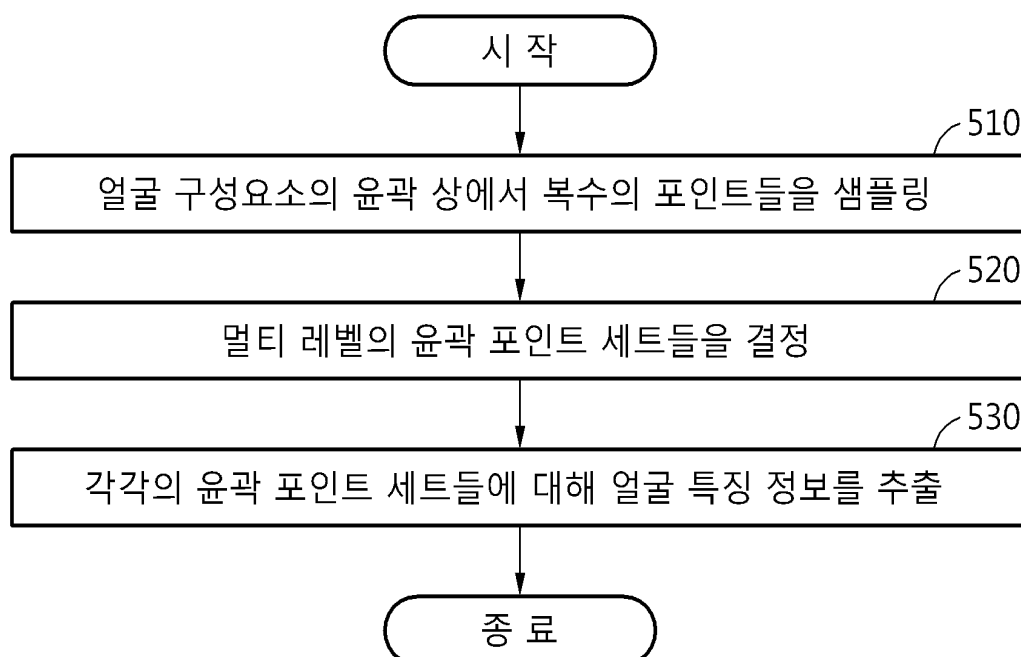 시 작
510
얼굴 구성요소의 윤곽 상에서 복수의 포인트들을 샘플링
520
멀티 레벨의 윤곽 포인트 세트들을 결정
530
각각의 윤곽 포인트 세트들에 대해 얼굴 특징 정보를 추출
종 료